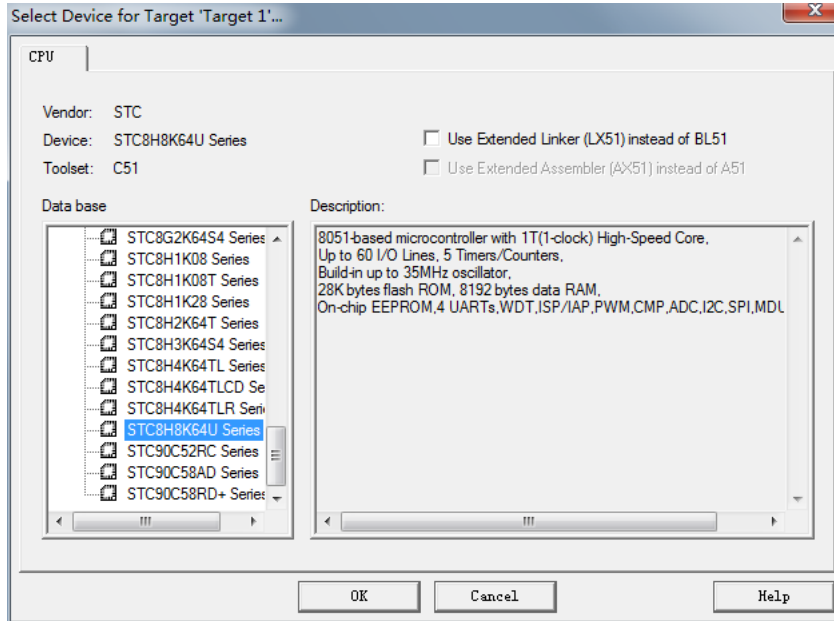 Select Device for Target 'Target 1'...
CPU
Vendor: STC
Device: STC8H8K64U Series
Toolset: C51
Use Extended Linker (LX51) instead of BL51
Use Extended Assembler (AX51) instead of A51
Data base
Description:
STC8G2K64S4 Series
STC8H1K08 Series
STC8H1K08T Series
STC8H1K28 Series
STC8H2K64T Series
STC8H3K64S4 Series
STC8H4K64TL Series
STC8H4K64TLCD Se
STC8H4K64TLR Seri
STC8H8K64U Series
STC90C52RC Series
STC90C58AD Series
STC90C58RD+ Series
8051-based microcontroller with 1T(1-clock) High-Speed Core,
Up to 60 I/O Lines, 5 Timers/Counters,
Build-in up to 35MHz oscillator,
28K bytes flash ROM, 8192 bytes data RAM,
On-chip EEPROM,4 UARTs,WDT,ISP/IAP,PWM,CMP,ADC,I2C,SPI,MDU
OK
Cancel
Help